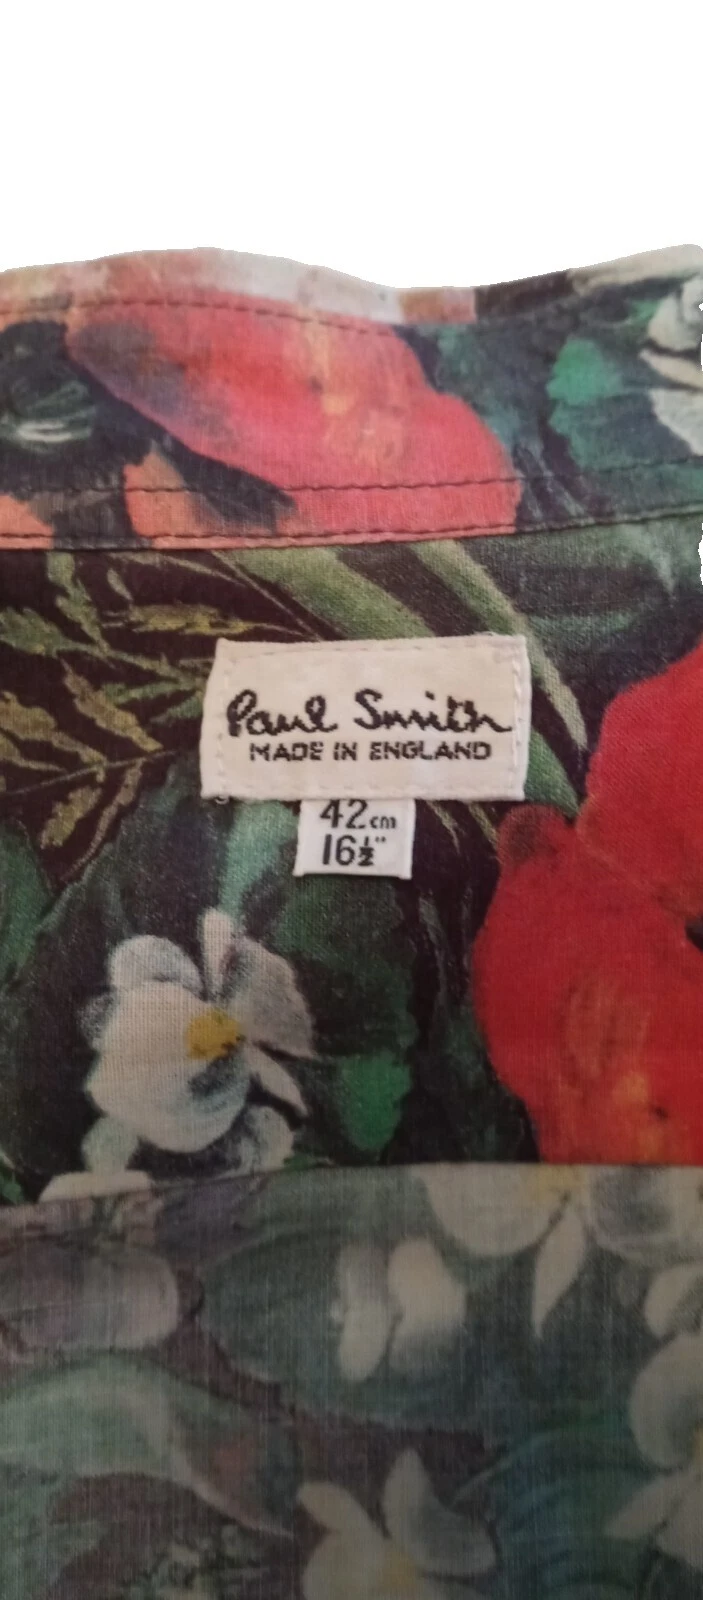 Paul Smith
MADE IN ENGLAND
42cm
16½"